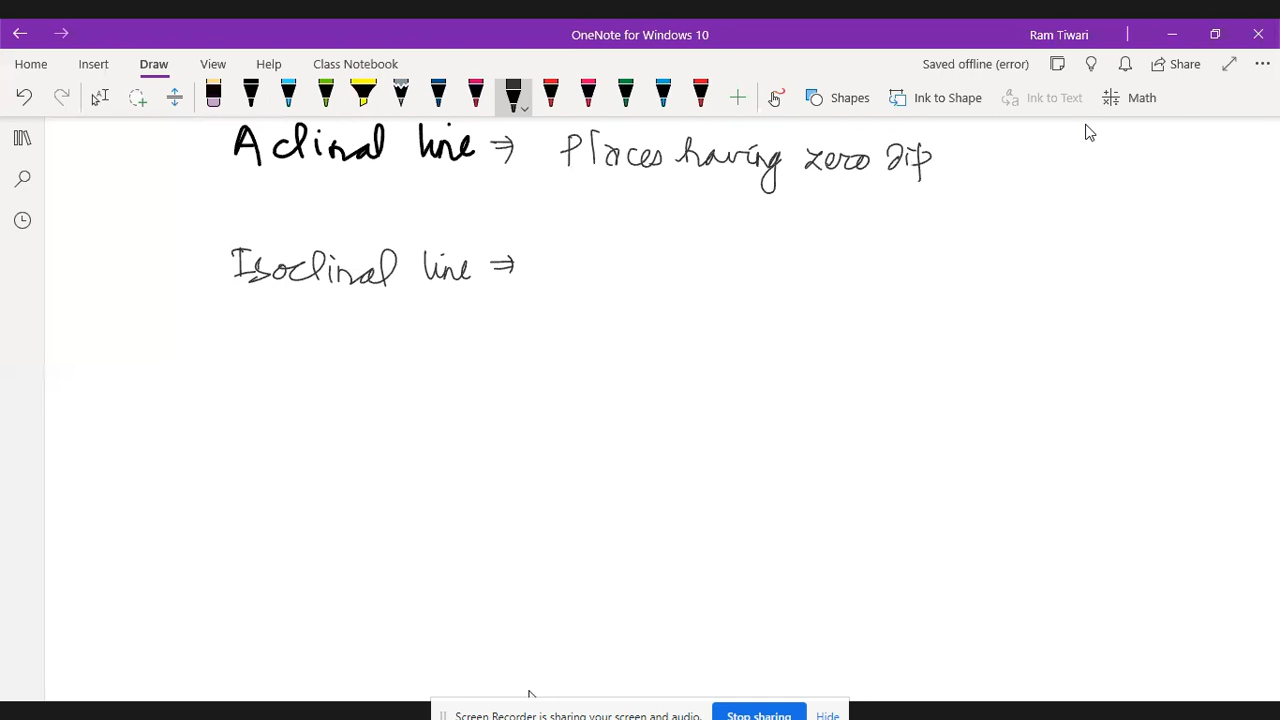 OneNote for Windows 10
Ram Tiwari
Home Insert Draw View Help Class Notebook
Saved offline (error) Share
Shapes Ink to Shape Ink to Text Math
Aclinal line ⇒ Places having zero dip
Isoclinal line ⇒
Screen Recorder is sharing your screen and audio. Stop sharing Hide